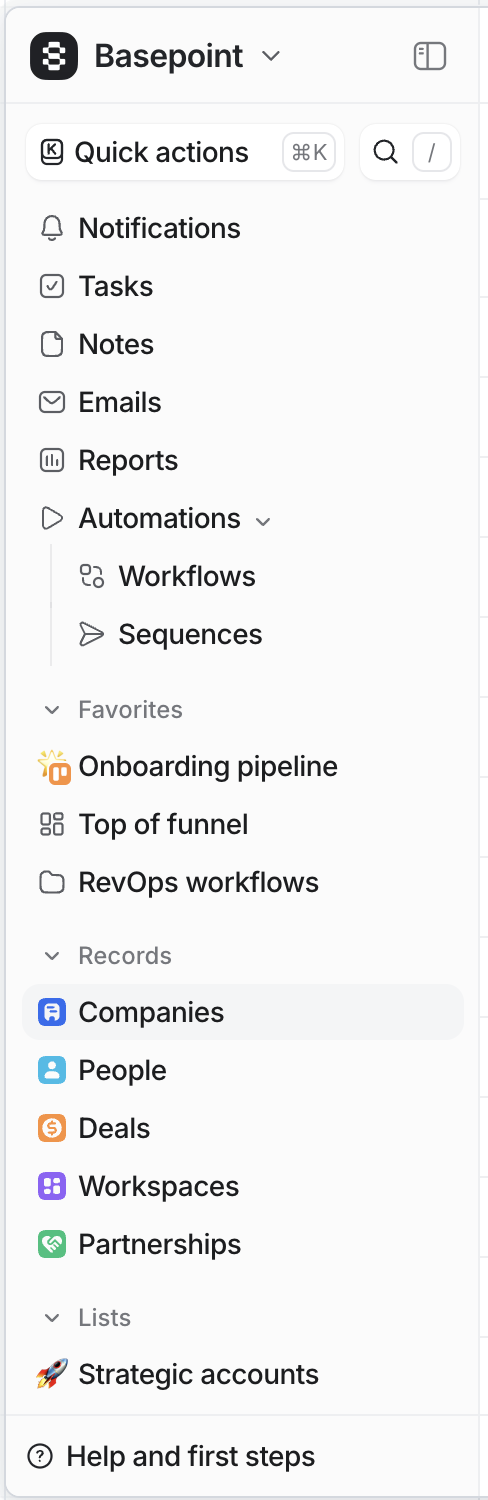 Basepoint
Quick actions ⌘K /
Notifications
Tasks
Notes
Emails
Reports
Automations
Workflows
Sequences
Favorites
Onboarding pipeline
Top of funnel
RevOps workflows
Records
Companies
People
Deals
Workspaces
Partnerships
Lists
Strategic accounts
Help and first steps